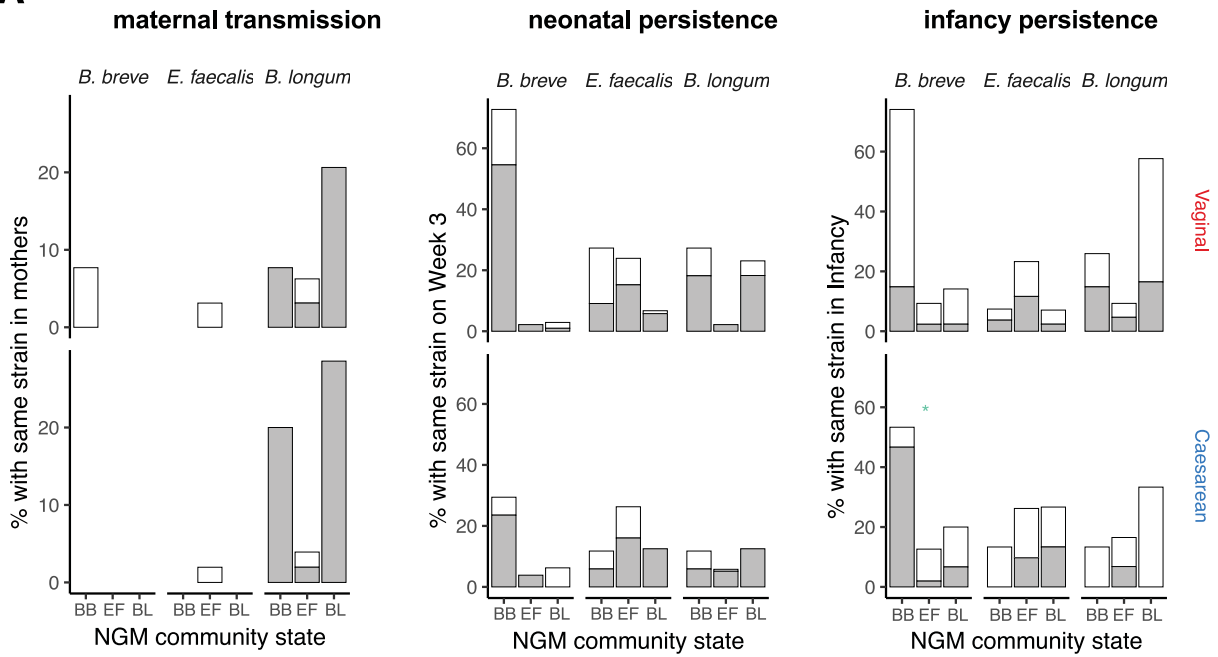 maternal transmission neonatal persistence infancy persistence
B. breve E. faecalis B. longum B. breve E. faecalis B. longum B. breve E. faecalis B. longum
% with same strain in mothers
20
10
0
20
10
0
% with same strain on Week 3
60
40
20
0
60
40
20
0
% with same strain in Infancy
60
40
20
0
60
40
20
0
*
Vaginal
Caesarean
BB EF BL BB EF BL BB EF BL BB EF BL BB EF BL BB EF BL BB EF BL BB EF BL BB EF BL
NGM community state NGM community state NGM community state